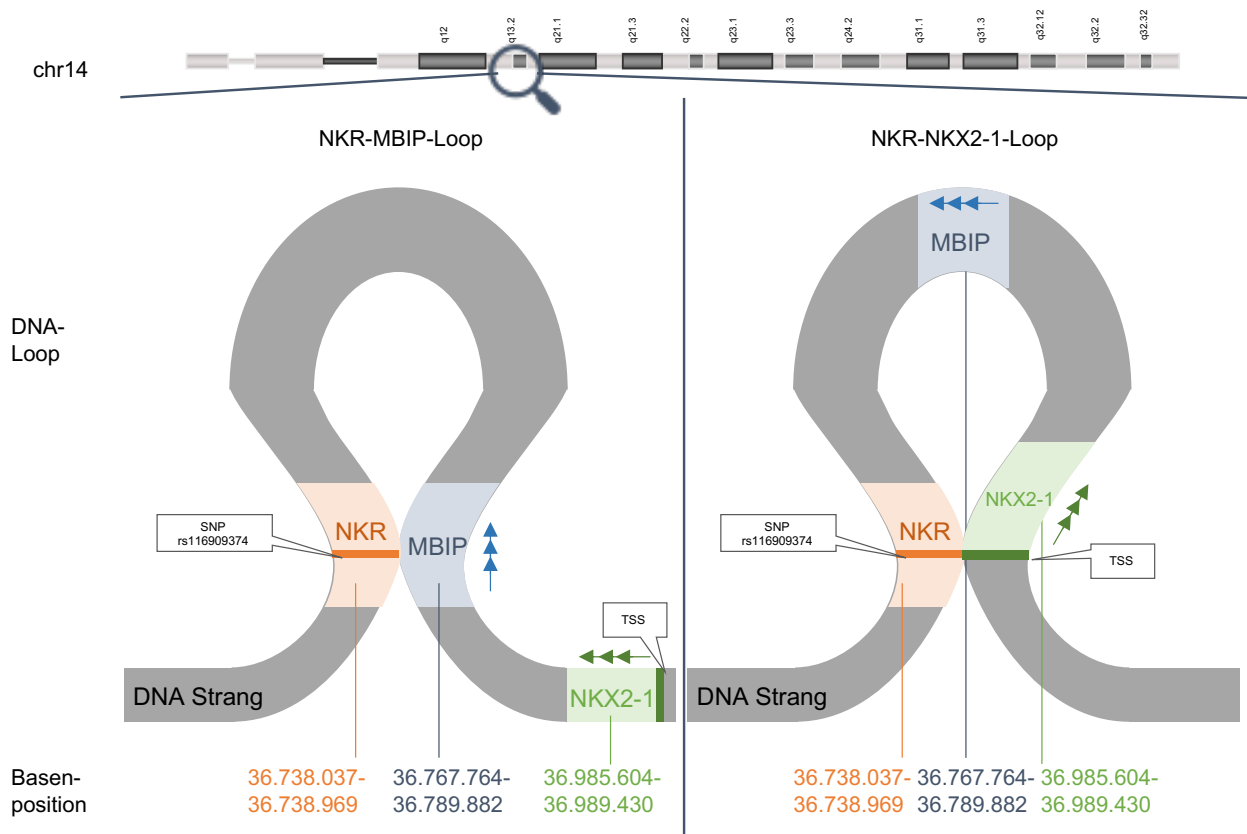 q12
q13.2
q21.1
q21.3
q22.2
q23.1
q23.3
q24.2
q31.1
q31.3
q32.12
q32.2
q32.32
chr14
NKR-MBIP-Loop
NKR-NKX2-1-Loop
MBIP
DNA-
Loop
NKX2-1
SNP
rs116909374
NKR
MBIP
SNP
rs116909374
NKR
TSS
TSS
DNA Strang
NKX2-1
DNA Strang
Basen-
position
36.738.037-
36.738.969
36.767.764-
36.789.882
36.985.604-
36.989.430
36.738.037-
36.738.969
36.767.764-
36.789.882
36.985.604-
36.989.430